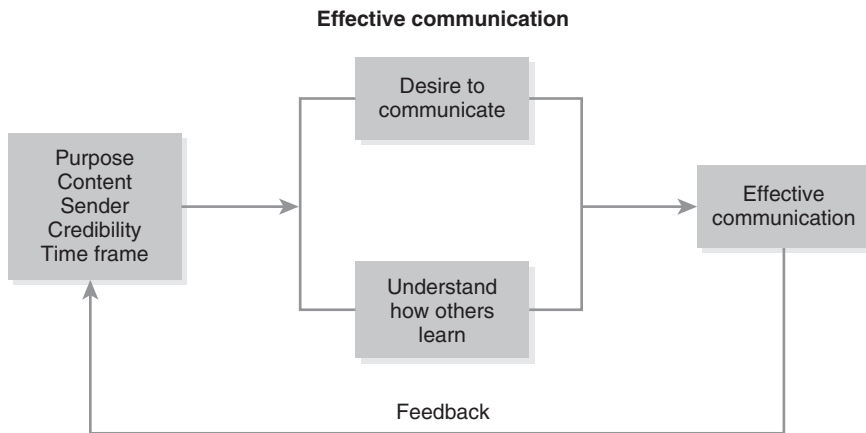 Effective communication
Desire to
communicate
Purpose
Content
Sender
Credibility
Time frame
Effective
communication
Understand
how others
learn
Feedback